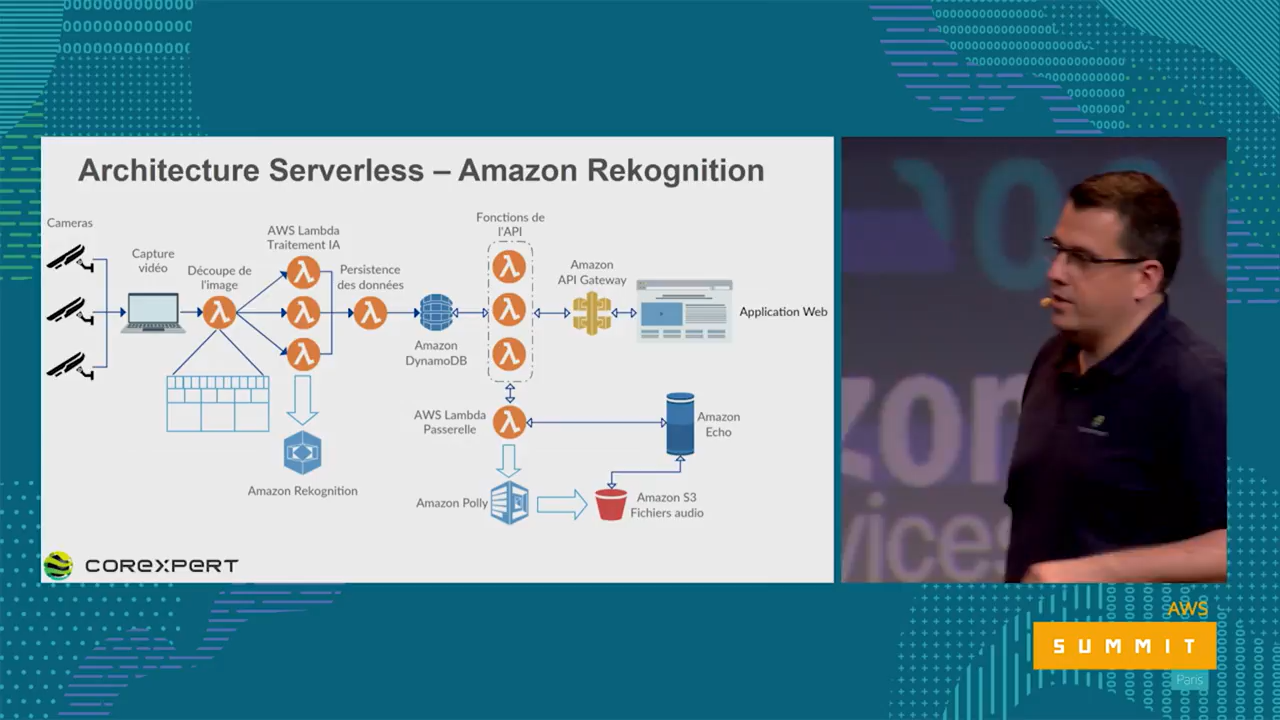 Architecture Serverless – Amazon Rekognition
Cameras
Capture
vidéo
Découpe de
l'image
AWS Lambda
Traitement IA
Persistence
des données
Fonctions de
l'API
Amazon
API Gateway
Application Web
Amazon
DynamoDB
AWS Lambda
Passerelle
Amazon
Echo
Amazon Rekognition
Amazon Polly
Amazon S3
Fichiers audio
COREXPERT
AWS
SUMMIT
Paris